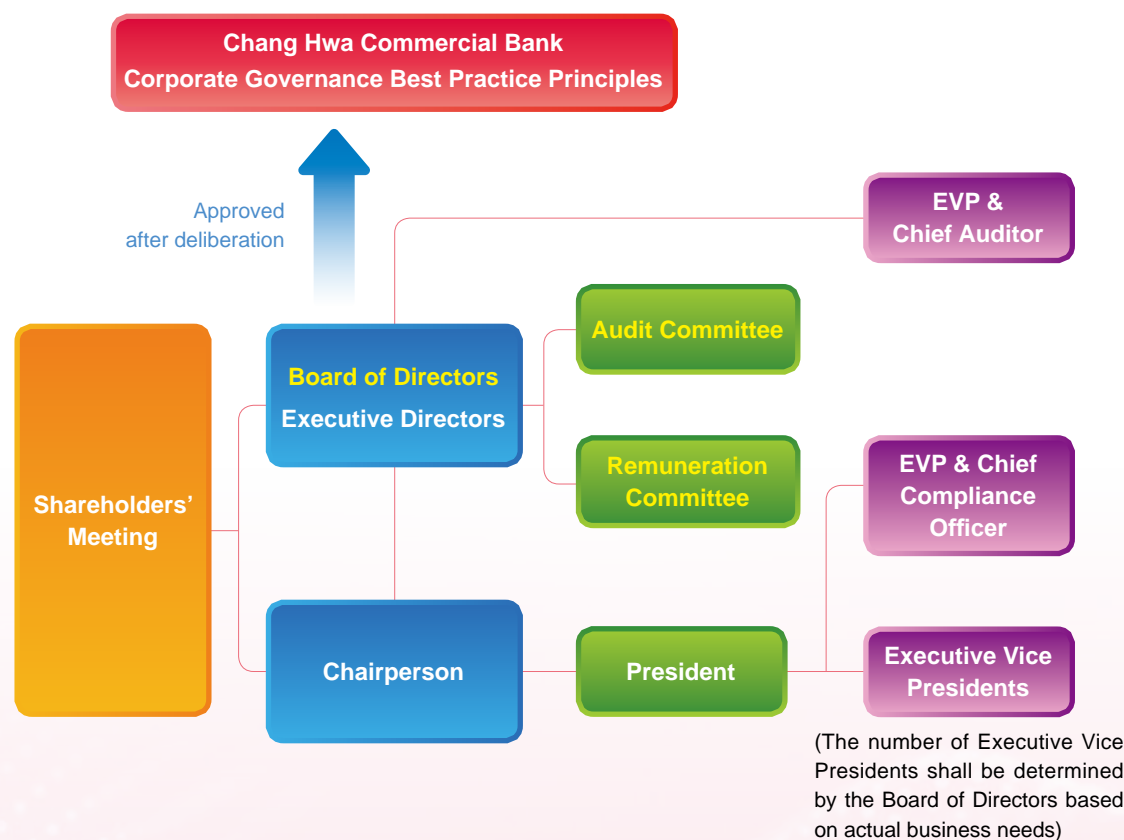 Chang Hwa Commercial Bank
Corporate Governance Best Practice Principles
Approved
after deliberation
EVP &
Chief Auditor
Audit Committee
Board of Directors
Executive Directors
Remuneration
Committee
EVP & Chief
Compliance
Officer
Shareholders’
Meeting
Chairperson
President
Executive Vice
Presidents
(The number of Executive Vice
Presidents shall be determined
by the Board of Directors based
on actual business needs)